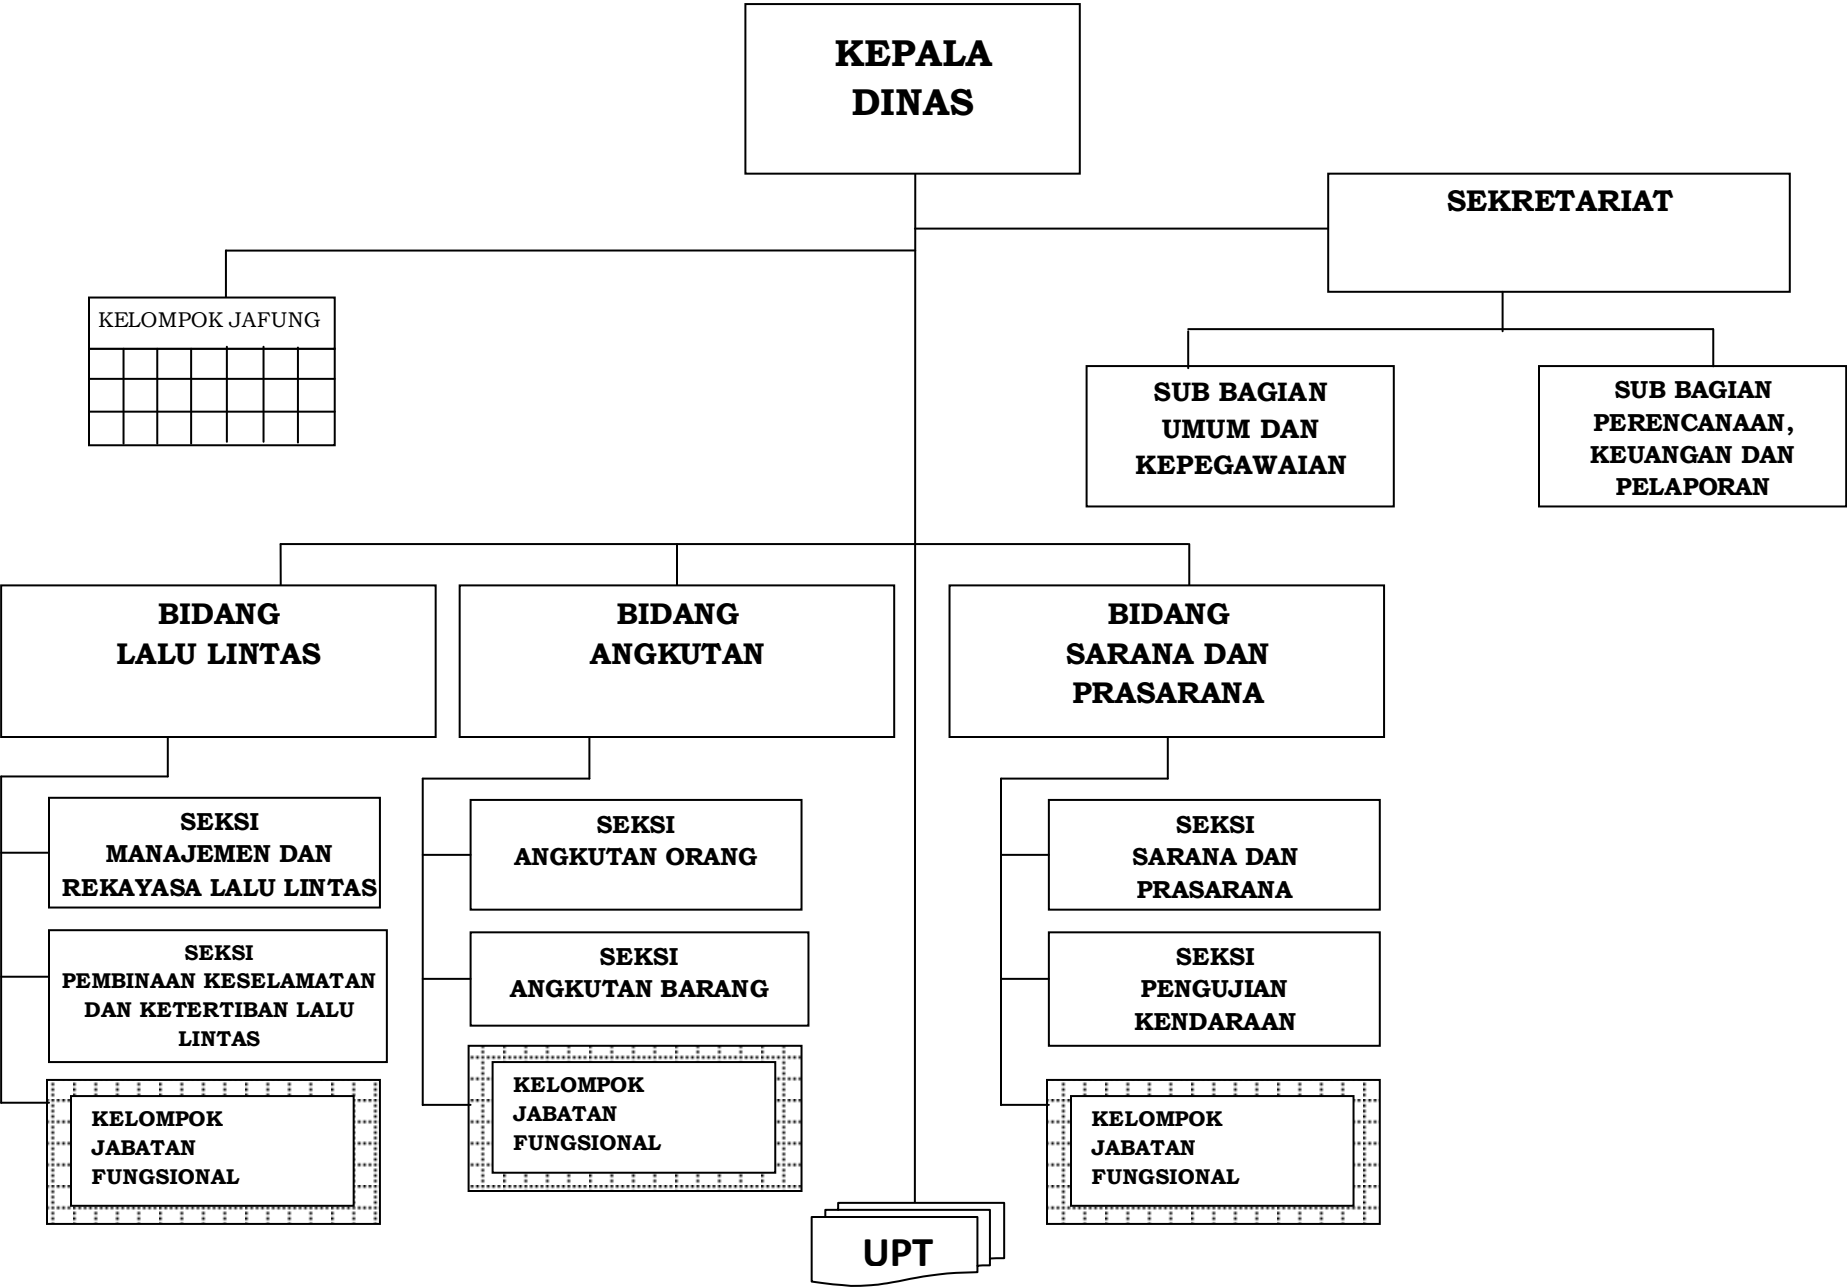 KEPALA
DINAS
SEKRETARIAT
KELOMPOK JAFUNG
SUB BAGIAN
UMUM DAN
KEPEGAWAIAN
SUB BAGIAN
PERENCANAAN,
KEUANGAN DAN
PELAPORAN
BIDANG
LALU LINTAS
BIDANG
ANGKUTAN
BIDANG
SARANA DAN
PRASARANA
SEKSI
MANAJEMEN DAN
REKAYASA LALU LINTAS
SEKSI
PEMBINAAN KESELAMATAN
DAN KETERTIBAN LALU
LINTAS
KELOMPOK
JABATAN
FUNGSIONAL
SEKSI
ANGKUTAN ORANG
SEKSI
ANGKUTAN BARANG
KELOMPOK
JABATAN
FUNGSIONAL
SEKSI
SARANA DAN
PRASARANA
SEKSI
PENGUJIAN
KENDARAAN
KELOMPOK
JABATAN
FUNGSIONAL
UPT